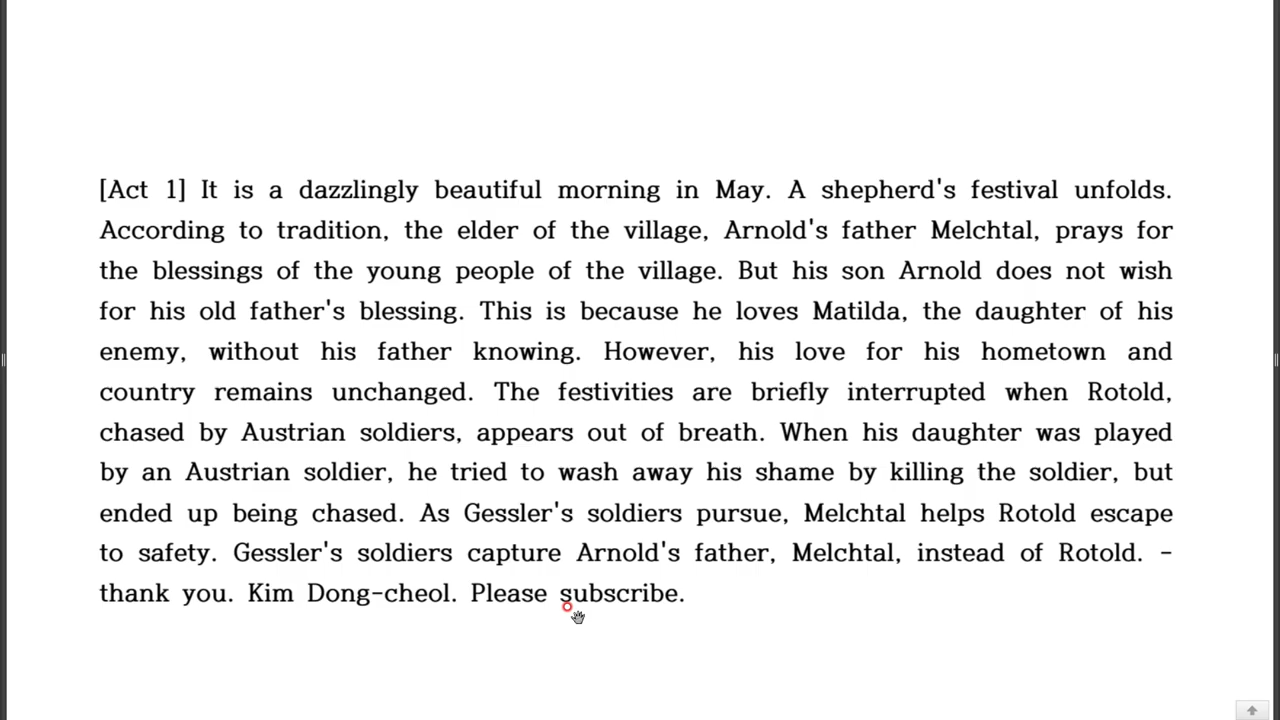 [Act 1] It is a dazzlingly beautiful morning in May. A shepherd's festival unfolds.
According to tradition, the elder of the village, Arnold's father Melchtal, prays for
the blessings of the young people of the village. But his son Arnold does not wish
for his old father's blessing. This is because he loves Matilda, the daughter of his
enemy, without his father knowing. However, his love for his hometown and
country remains unchanged. The festivities are briefly interrupted when Rotold,
chased by Austrian soldiers, appears out of breath. When his daughter was played
by an Austrian soldier, he tried to wash away his shame by killing the soldier, but
ended up being chased. As Gessler's soldiers pursue, Melchtal helps Rotold escape
to safety. Gessler's soldiers capture Arnold's father, Melchtal, instead of Rotold. -
thank you. Kim Dong-cheol. Please subscribe.